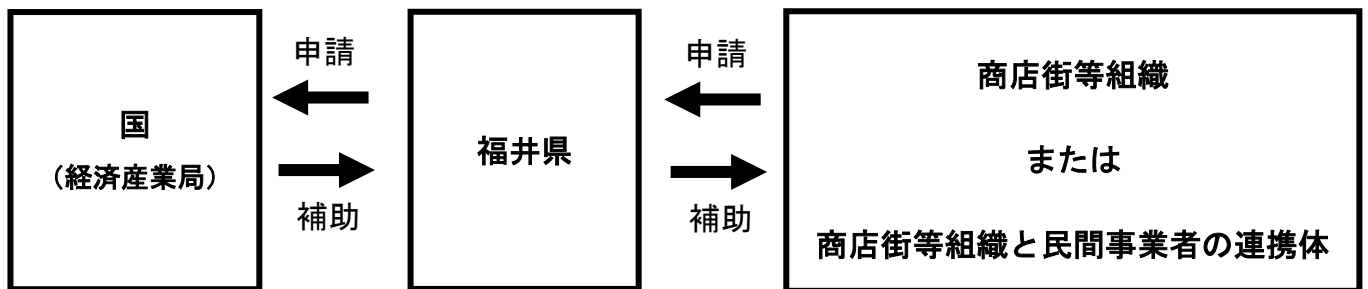 国
（経済産業局）
申請
補助
福井県
申請
補助
商店街等組織
または
商店街等組織と民間事業者の連携体